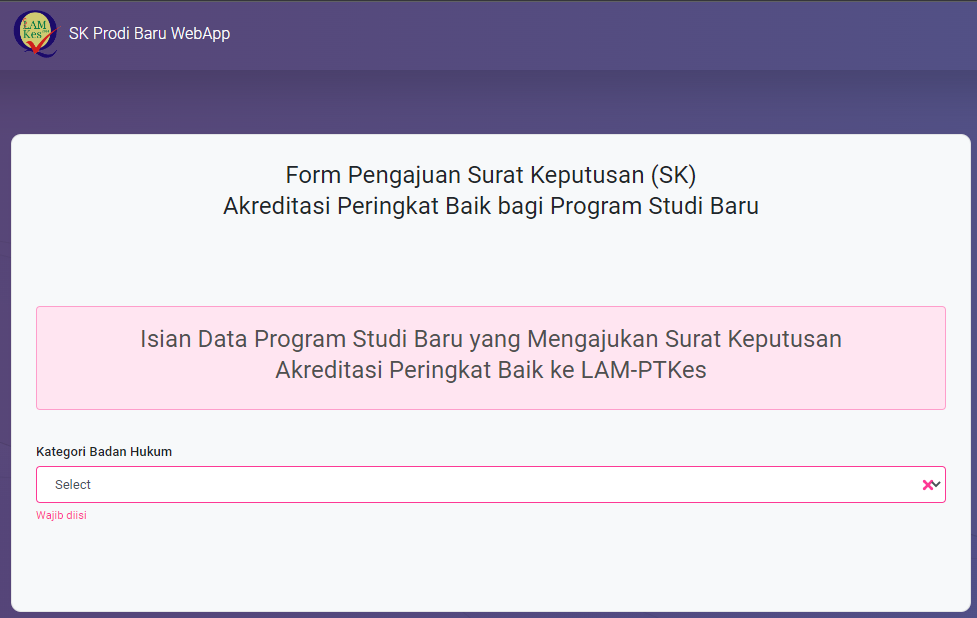 LAM
Kes
SK Prodi Baru WebApp
Form Pengajuan Surat Keputusan (SK)
Akreditasi Peringkat Baik bagi Program Studi Baru
Isian Data Program Studi Baru yang Mengajukan Surat Keputusan
Akreditasi Peringkat Baik ke LAM-PTKes
Kategori Badan Hukum
Select
Wajib diisi